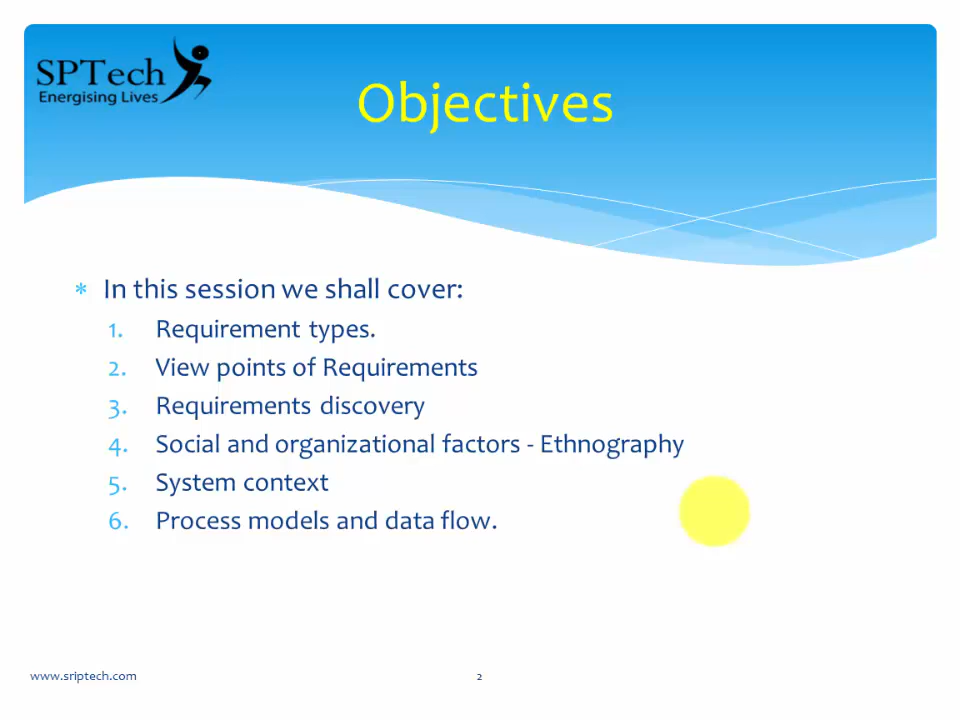 SPTech
Energising Lives
Objectives
In this session we shall cover:
1. Requirement types.
2. View points of Requirements
3. Requirements discovery
4. Social and organizational factors - Ethnography
5. System context
6. Process models and data flow.
www.sriptech.com
2